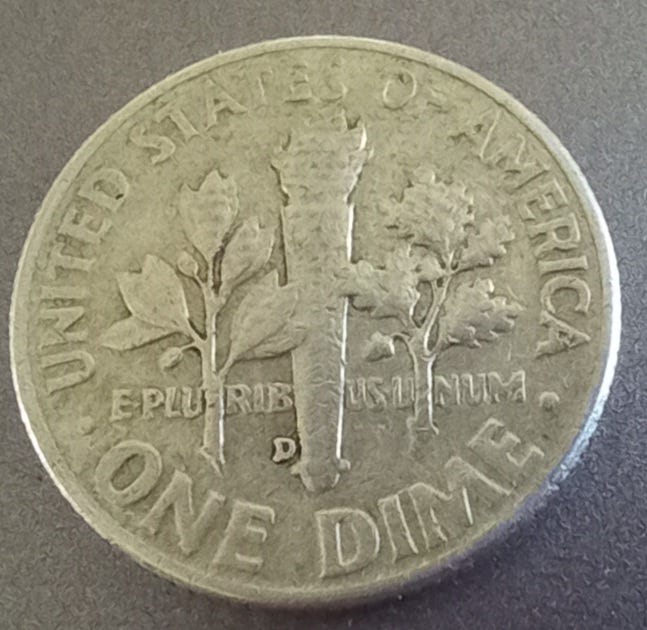 UNITED STATES OF AMERICA
E·PLURIBUS UNUM
D
· ONE DIME ·